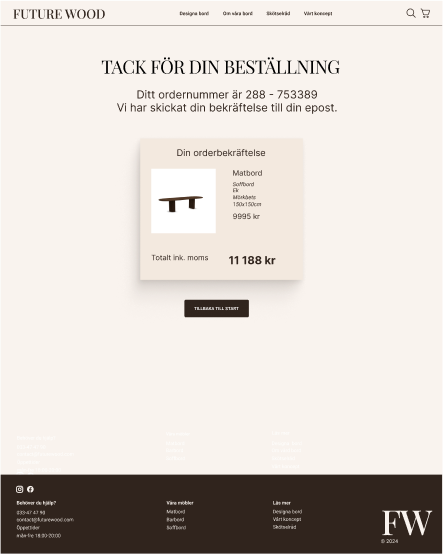 FUTURE WOOD
Designa bord Om våra bord Skötselråd Vårt koncept
TACK FÖR DIN BESTÄLLNING
Ditt ordernummer är 288 - 753389
Vi har skickat din bekräftelse till din epost.
Din orderbekräftelse
Matbord
Soffbord
Ek
Mörkbets
150x150cm
9995 kr
Totalt ink. moms 11 188 kr
TILLBAKA TILL START
Behöver du hjälp?
033-47 47 90
contact@futurewood.com
Öppettider
mån-fre 18:00-20:00
Våra möbler
Matbord
Barbord
Soffbord
Läs mer
Designa bord
Vårt koncept
Skötselråd
FW
© 2024